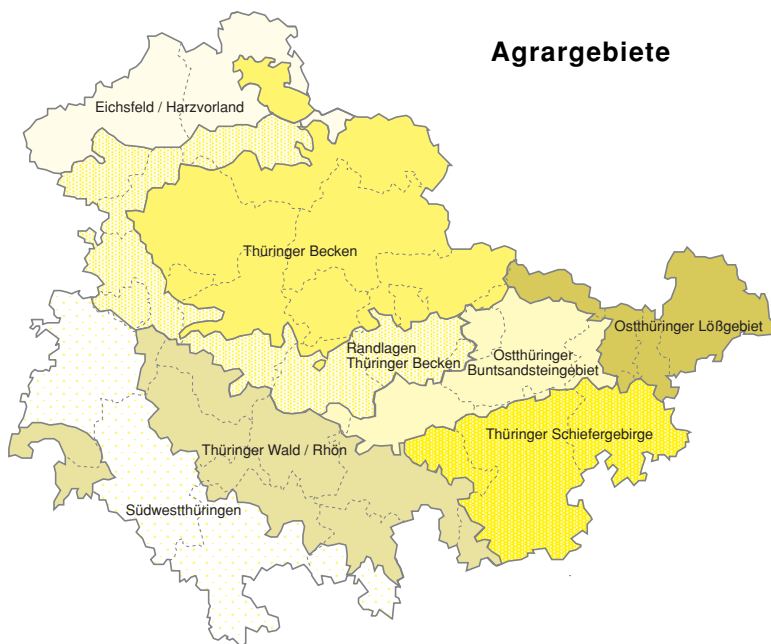 Agrargebiete
Eichsfeld / Harzvorland
Thüringer Becken
Ostthüringer Lößgebiet
Randlagen
Thüringer Becken
Ostthüringer
Buntsandsteingebiet
Thüringer Schiefergebirge
Thüringer Wald / Rhön
Südwestthüringen